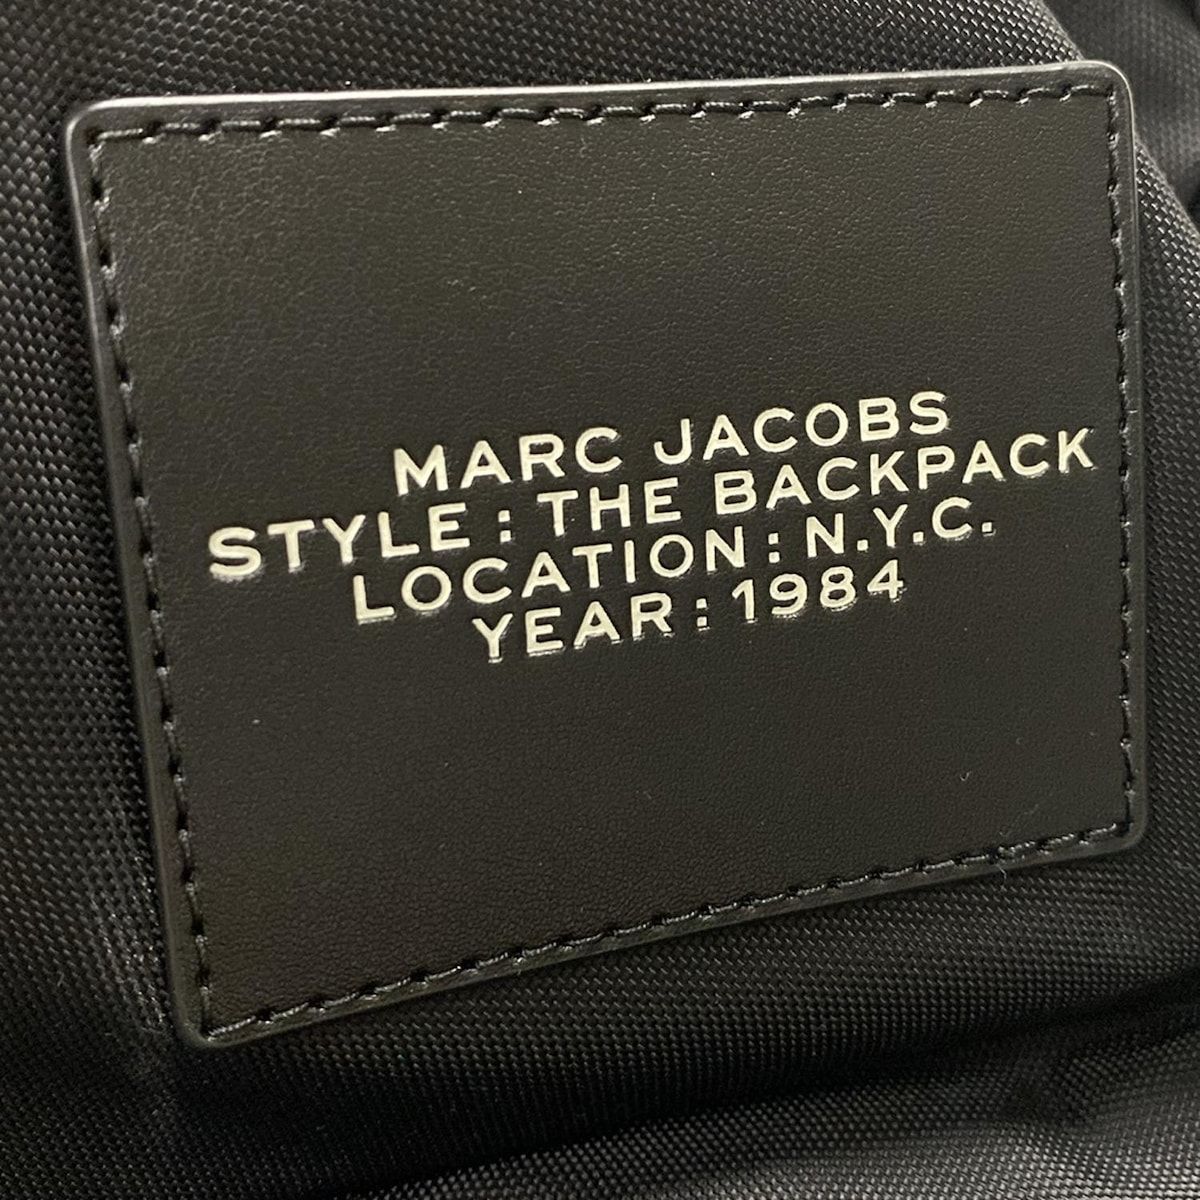 MARC JACOBS
STYLE : THE BACKPACK
LOCATION : N.Y.C.
YEAR : 1984